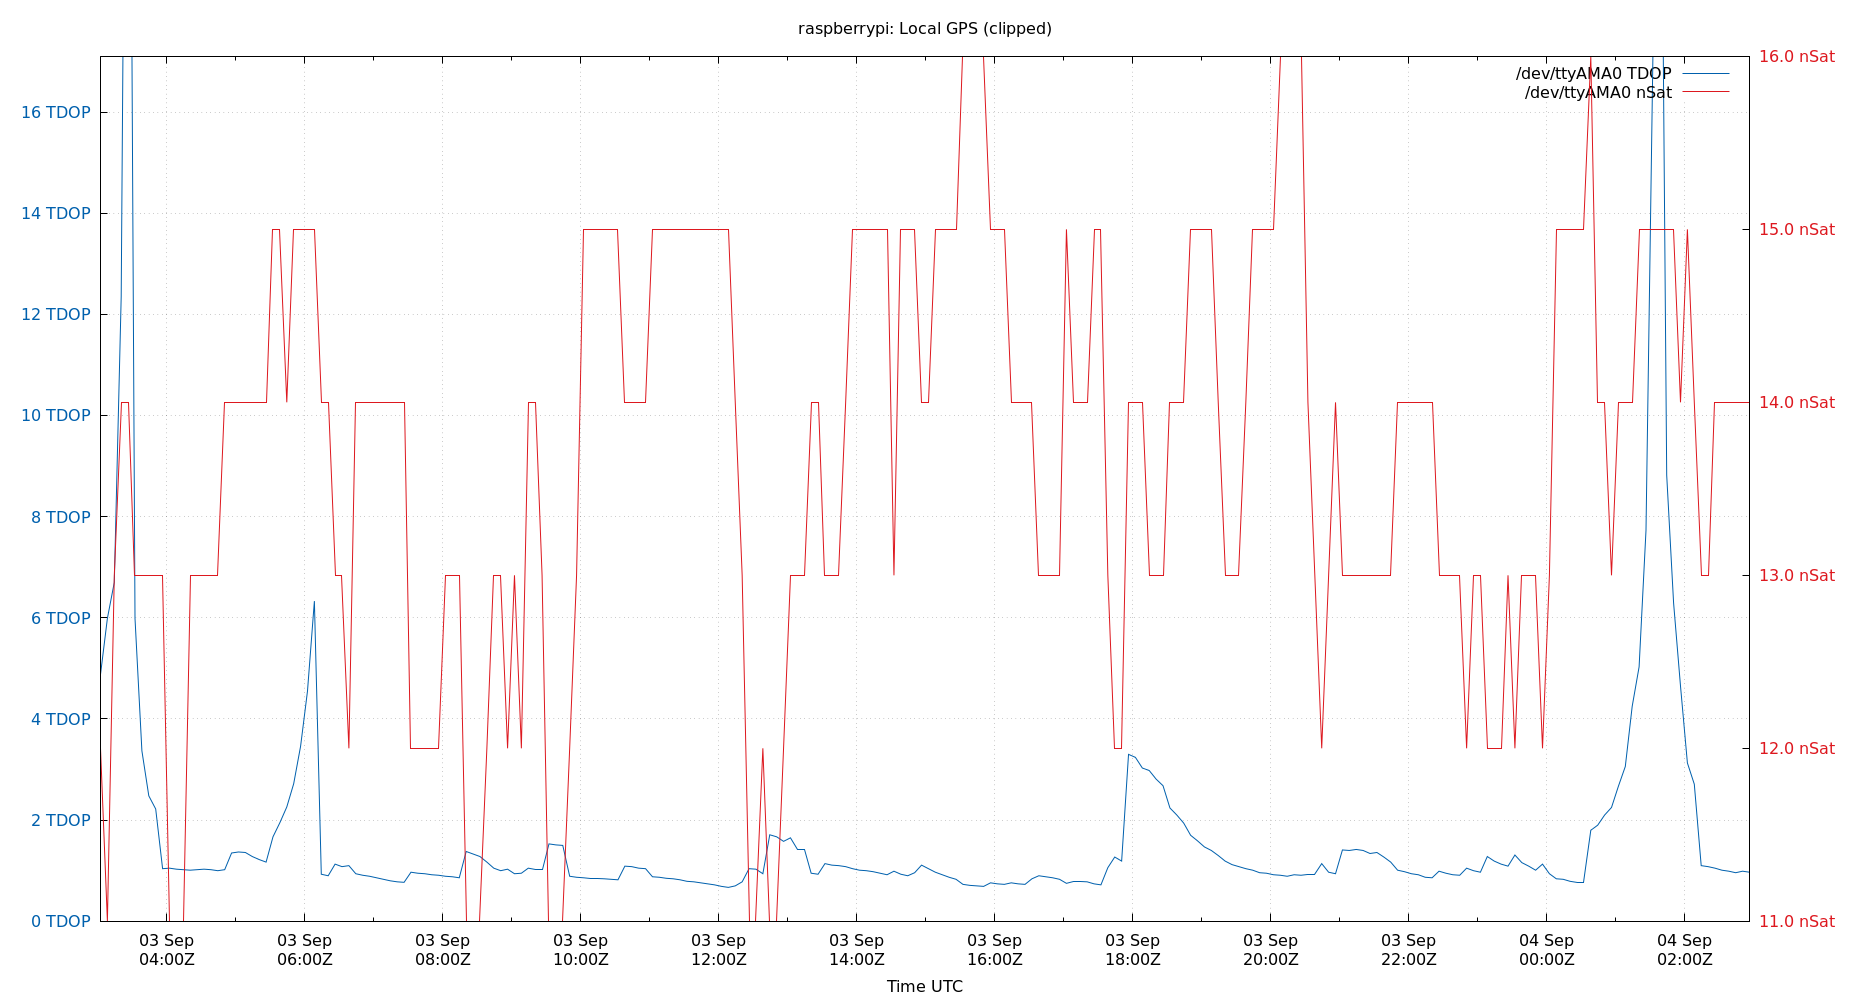 raspberrypi: Local GPS (clipped)
16.0 nSat
/dev/ttyAMA0 TDOP
/dev/ttyAMA0 nSat
16 TDOP
15.0 nSat
14 TDOP
12 TDOP
14.0 nSat
10 TDOP
8 TDOP
13.0 nSat
6 TDOP
12.0 nSat
4 TDOP
2 TDOP
0 TDOP
11.0 nSat
03 Sep 03 Sep 03 Sep 03 Sep 03 Sep 03 Sep 03 Sep 03 Sep 03 Sep 03 Sep 04 Sep 04 Sep
04:00Z 06:00Z 08:00Z 10:00Z 12:00Z 14:00Z 16:00Z 18:00Z 20:00Z 22:00Z 00:00Z 02:00Z
Time UTC